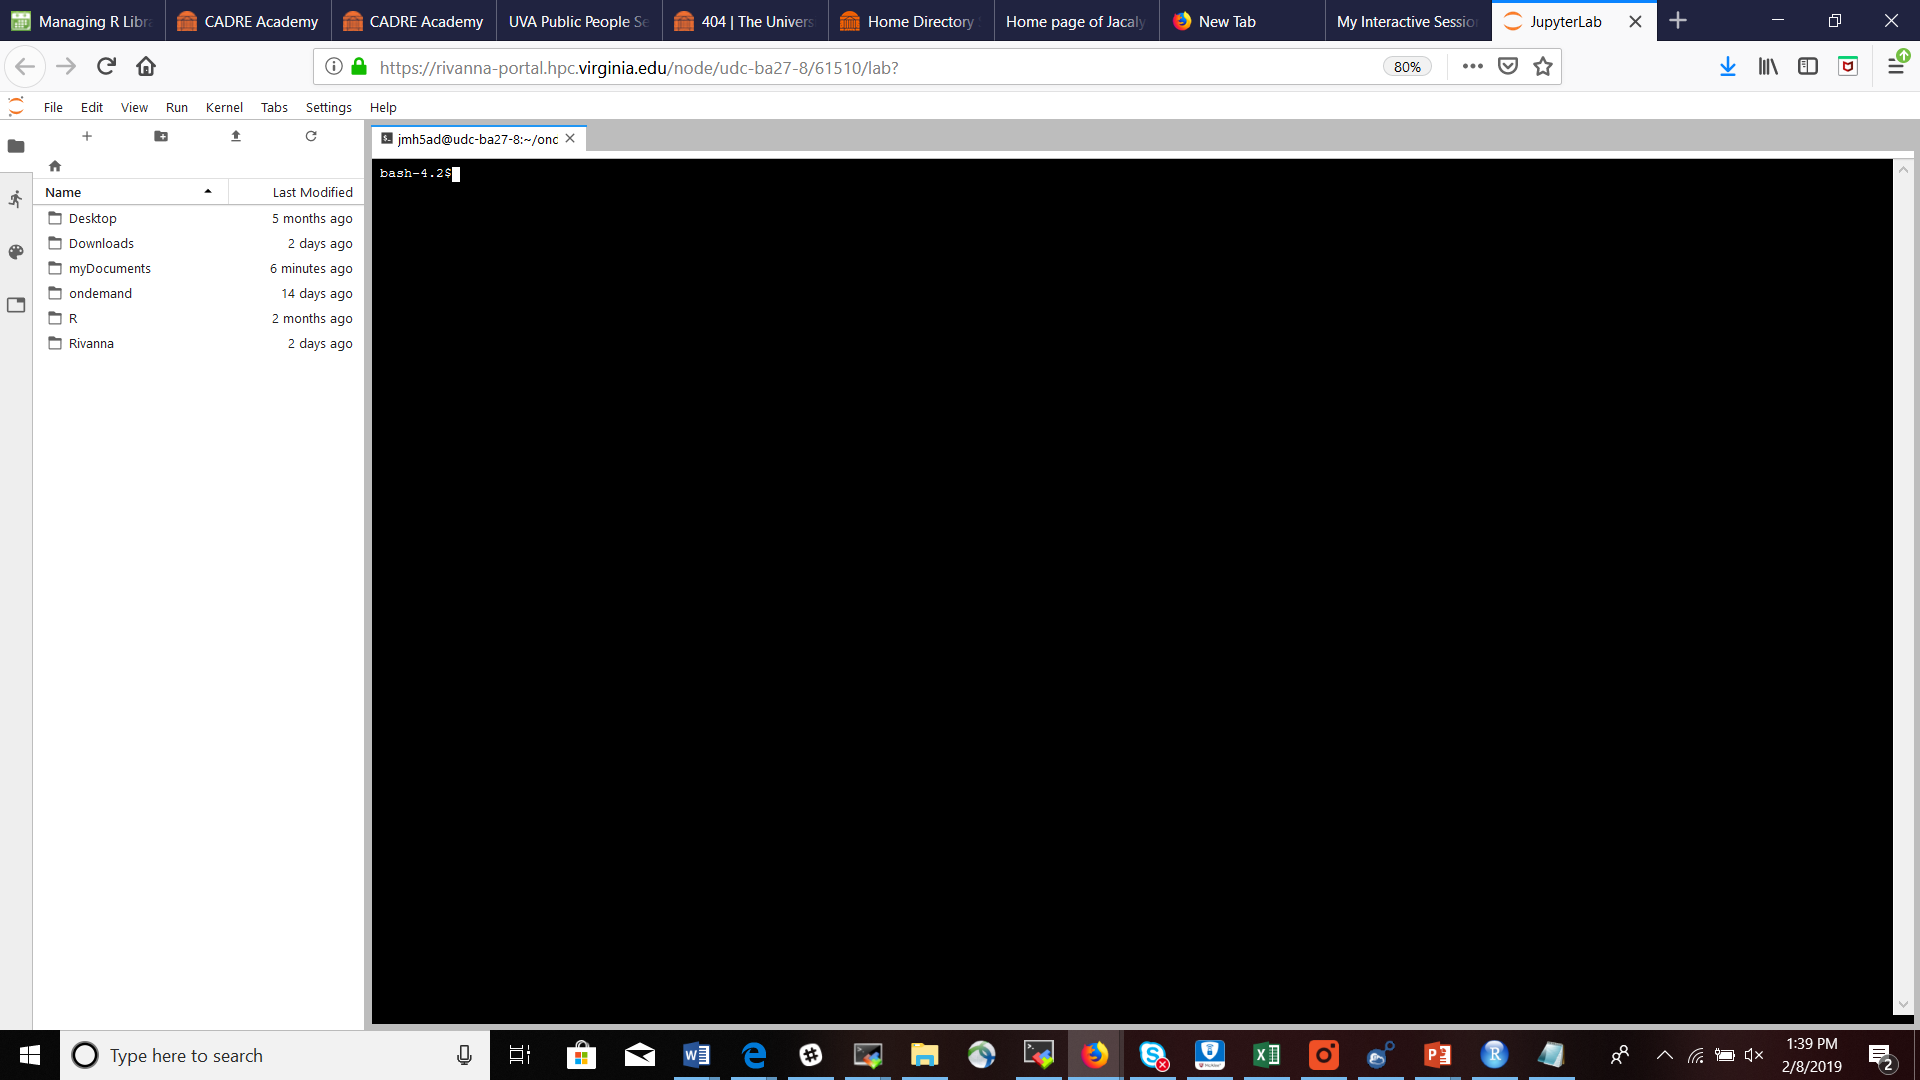 Managing R Libr
CADRE Academy
CADRE Academy
UVA Public People Se
404 | The Univers
Home Directory
Home page of Jacaly
New Tab
My Interactive Session
JupyterLab
https://rivanna-portal.hpc.virginia.edu/node/udc-ba27-8/61510/lab?
80%
File Edit View Run Kernel Tabs Settings Help
jmh5ad@udc-ba27-8:~/onc
bash-4.2$
Name Last Modified
Desktop 5 months ago
Downloads 2 days ago
myDocuments 6 minutes ago
ondemand 14 days ago
R 2 months ago
Rivanna 2 days ago
Type here to search
1:39 PM
2/8/2019
2